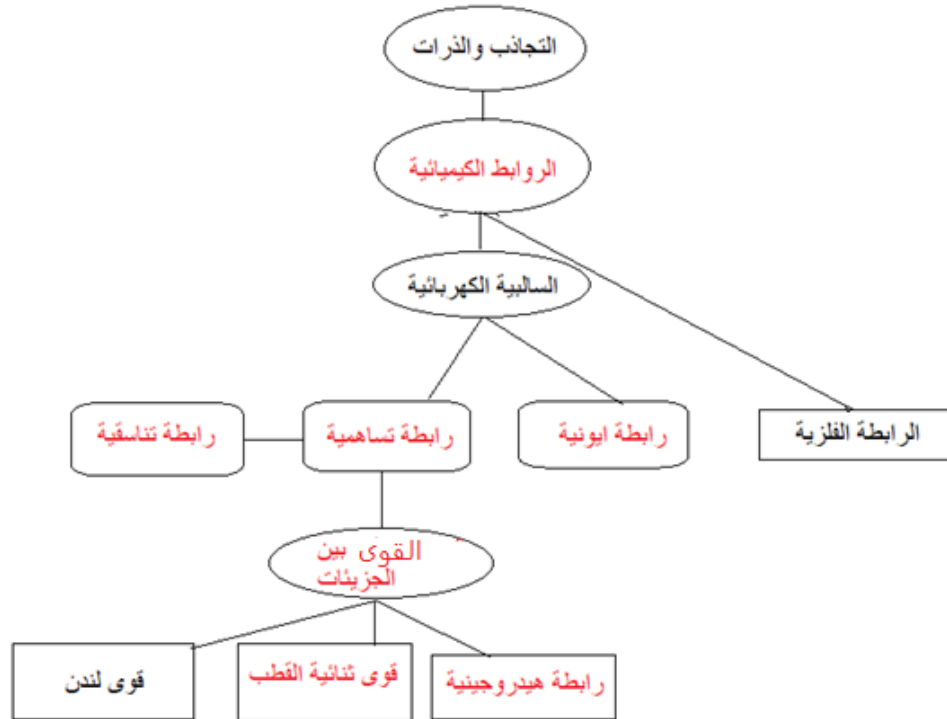 التجاذب والذرات
الروابط الكيميائية
السالبية الكهربائية
الرابطة الفلزية
رابطة ايونية
رابطة تساهمية
رابطة تناسقية
القوى بين
الجزيئات
رابطة هيدروجينية
قوى ثنائية القطب
قوى لندن